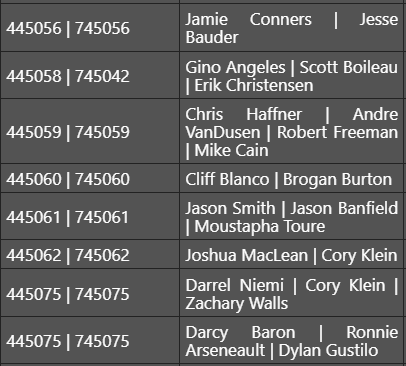 445056 | 745056
Jamie Conners | Jesse
Bauder
445058 | 745042
Gino Angeles | Scott Boileau
| Erik Christensen
445059 | 745059
Chris Haffner | Andre
VanDusen | Robert Freeman
| Mike Cain
445060 | 745060
Cliff Blanco | Brogan Burton
445061 | 745061
Jason Smith | Jason Banfield
| Moustapha Toure
445062 | 745062
Joshua MacLean | Cory Klein
445075 | 745075
Darrel Niemi | Cory Klein |
Zachary Walls
445075 | 745075
Darcy Baron | Ronnie
Arseneault | Dylan Gustilo